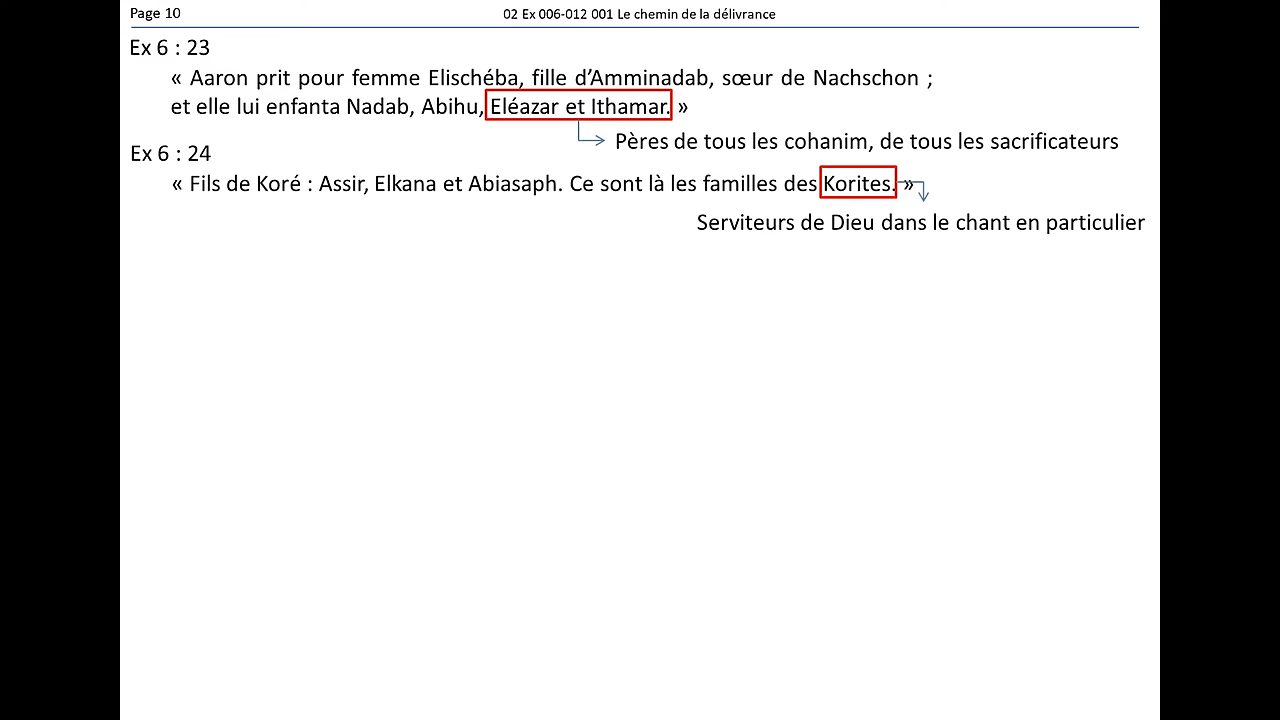 Page 10
02 Ex 006-012 001 Le chemin de la délivrance
Ex 6 : 23
« Aaron prit pour femme Elischéba, fille d’Amminadab, sœur de Nachschon ;
et elle lui enfanta Nadab, Abihu, Eléazar et Ithamar. »
Pères de tous les cohanim, de tous les sacrificateurs
Ex 6 : 24
« Fils de Koré : Assir, Elkana et Abiasaph. Ce sont là les familles des Korites. »
Serviteurs de Dieu dans le chant en particulier